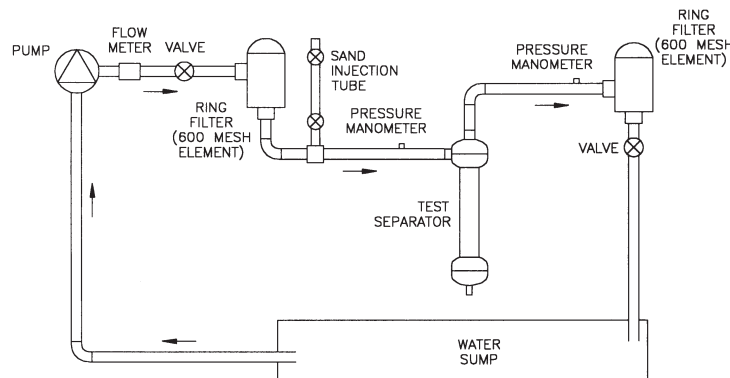 PUMP
FLOW
METER
VALVE
RING
FILTER
(600 MESH
ELEMENT)
SAND
INJECTION
TUBE
PRESSURE
MANOMETER
TEST
SEPARATOR
PRESSURE
MANOMETER
RING
FILTER
(600 MESH
ELEMENT)
VALVE
WATER
SUMP